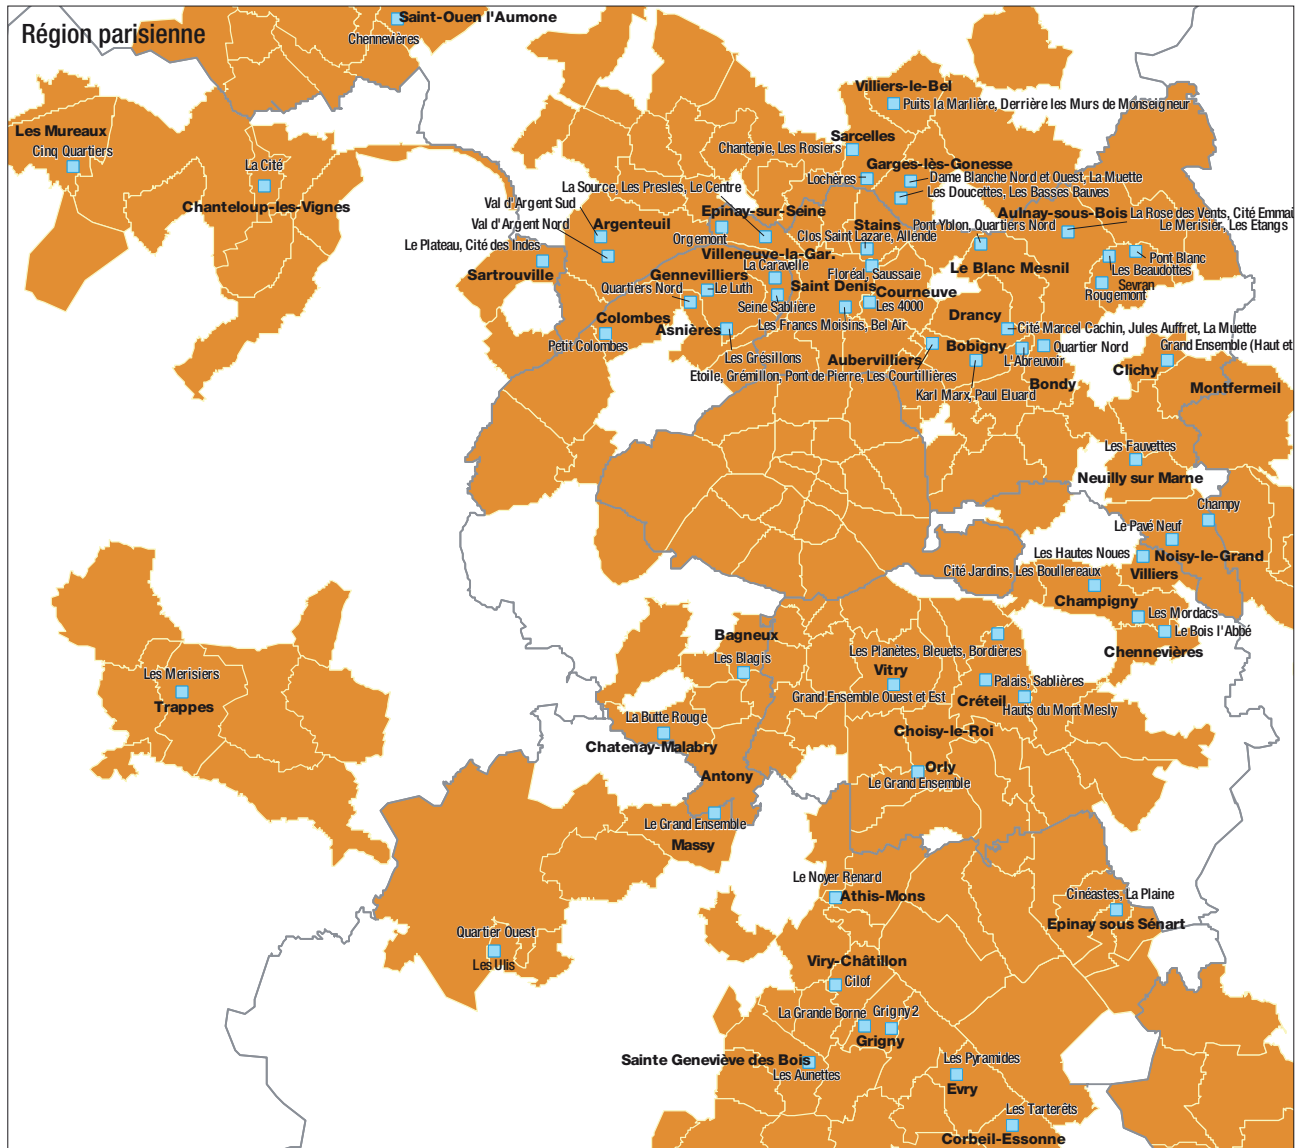 Région parisienne
Saint-Ouen l'Aumone
Chennevières
Villiers-le-Bel
Puits la Marlière, Derrière les Murs de Monseigneur
Les Mureaux
Cinq Quartiers
La Cité
Chanteloup-les-Vignes
Sarcelles
Chantepie, Les Rosiers
Garges-lès-Gonesse
Lochères
Dame Blanche Nord et Ouest, La Muette
Les Doucettes, Les Basses Bauves
La Source, Les Presles, Le Centre
Val d'Argent Sud
Val d'Argent Nord
Argenteuil
Le Plateau, Cité des Indes
Sartrouville
Epinay-sur-Seine
Orgemont
Stains
Clos Saint Lazare, Allende
Pont Yblon, Quartiers Nord
Aulnay-sous-Bois
La Rose des Vents, Cité Emmaü
Le Merisier, Les Etangs
Villeneuve-la-Gar.
La Caravelle
Floréal, Saussaie
Le Blanc Mesnil
Pont Blanc
Les Beaudottes
Sevran
Rougemont
Gennevilliers
Quartiers Nord
Le Luth
Saint Denis
Seine Sablière
Courneuve
Les 4000
Colombes
Petit Colombes
Asnières
Les Grésillons
Les Francs Moisins, Bel Air
Drancy
Cité Marcel Cachin, Jules Auffret, La Muette
Aubervilliers
Bobigny
Quartier Nord
L'Abreuvoir
Grand Ensemble (Haut et
Clichy
Etoile, Grémillon, Pont de Pierre, Les Courtillières
Karl Marx, Paul Eluard
Bondy
Montfermeil
Les Fauvettes
Neuilly sur Marne
Champy
Le Pavé Neuf
Les Hautes Noues
Noisy-le-Grand
Villiers
Cité Jardins, Les Boullereaux
Champigny
Les Mordacs
Le Bois l'Abbé
Chennevières
Bagneux
Les Blagis
Les Planètes, Bleuets, Bordières
Vitry
Grand Ensemble Ouest et Est
Palais, Sablières
Créteil
Hauts du Mont Mesly
Les Merisiers
Trappes
La Butte Rouge
Chatenay-Malabry
Choisy-le-Roi
Antony
Orly
Le Grand Ensemble
Le Grand Ensemble
Massy
Le Noyer Renard
Athis-Mons
Cinéastes, La Plaine
Epinay sous Sénart
Quartier Ouest
Les Ulis
Viry-Châtillon
Cilof
La Grande Borne
Grigny 2
Grigny
Sainte Geneviève des Bois
Les Aunettes
Les Pyramides
Evry
Les Tarterêts
Corbeil-Essonne